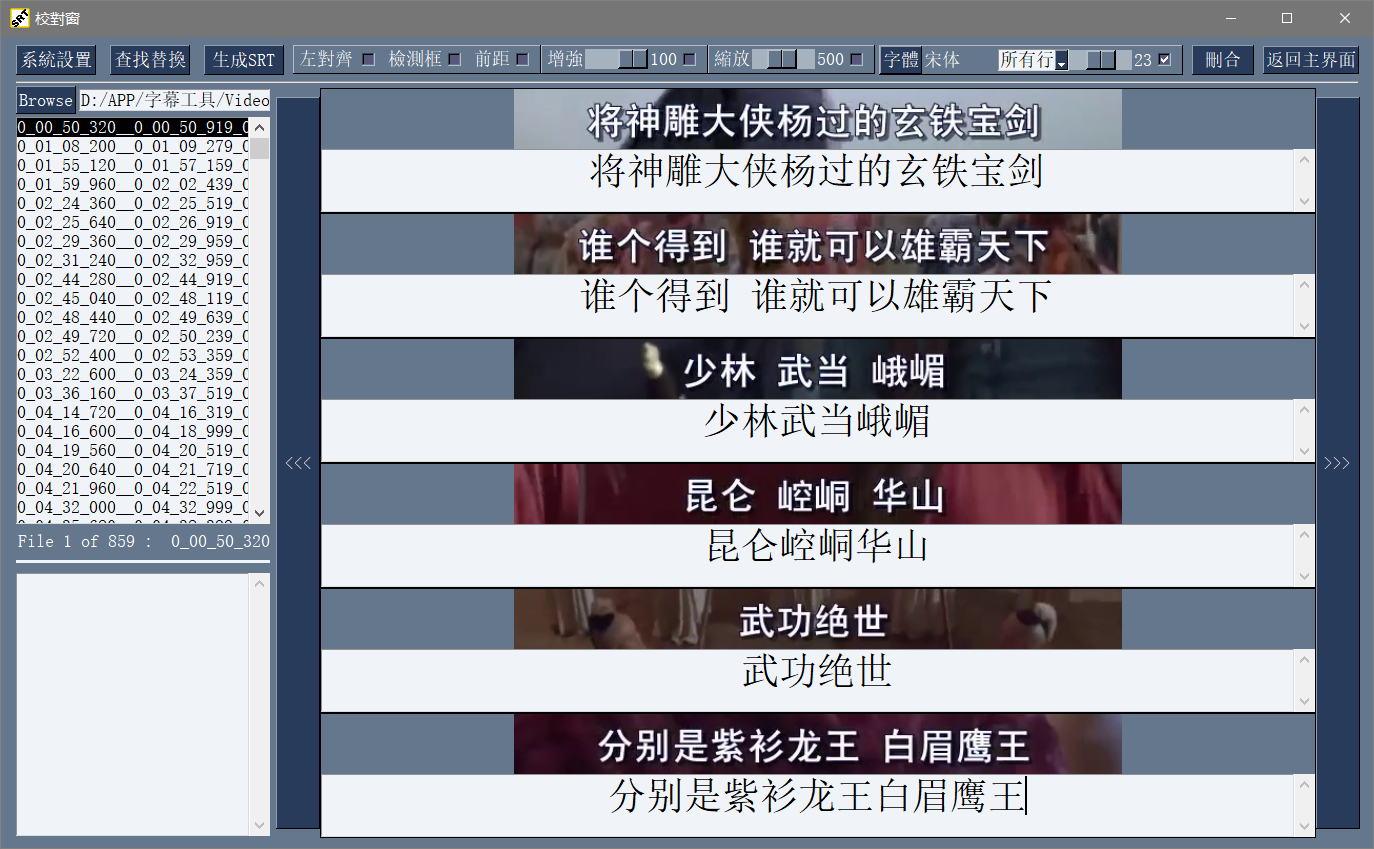 校對窗
系統設置 查找替換 生成SRT 左對齊 檢測框 前距 增強 100 縮放 500 字體 宋体 所有行 23 刪合 返回主界面
Browse D:/APP/字幕工具/Video
0_00_50_320__0_00_50_919_0
0_01_08_200__0_01_09_279_0
0_01_55_120__0_01_57_159_0
0_01_59_960__0_02_02_439_0
0_02_24_360__0_02_25_519_0
0_02_25_640__0_02_26_919_0
0_02_29_360__0_02_29_959_0
0_02_31_240__0_02_32_959_0
0_02_44_280__0_02_44_919_0
0_02_45_040__0_02_48_119_0
0_02_48_440__0_02_49_639_0
0_02_49_720__0_02_50_239_0
0_02_52_400__0_02_53_359_0
0_03_22_600__0_03_24_359_0
0_03_36_160__0_03_37_519_0
0_04_14_720__0_04_16_319_0
0_04_16_600__0_04_18_999_0
0_04_19_560__0_04_20_519_0
0_04_20_640__0_04_21_719_0
0_04_21_960__0_04_22_519_0
0_04_32_000__0_04_32_999_0
File 1 of 859 : 0_00_50_320
<<<
将神雕大侠杨过的玄铁宝剑
将神雕大侠杨过的玄铁宝剑
谁个得到 谁就可以雄霸天下
谁个得到 谁就可以雄霸天下
少林 武当 峨嵋
少林武当峨嵋
昆仑 崆峒 华山
昆仑崆峒华山
武功绝世
武功绝世
分别是紫衫龙王 白眉鹰王
分别是紫衫龙王白眉鹰王
>>>